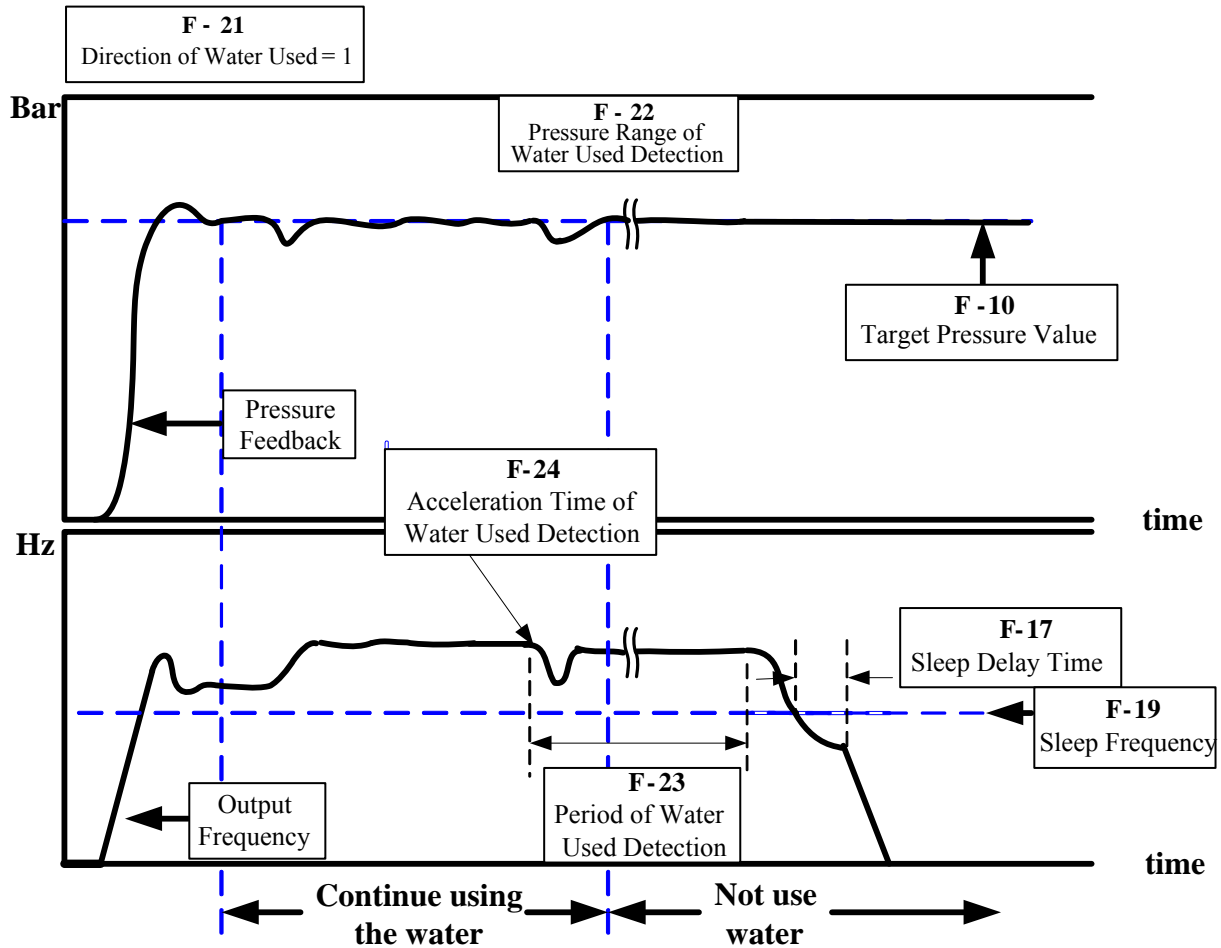 F - 21
Direction of Water Used = 1
Bar
F - 22
Pressure Range of
Water Used Detection
F -10
Target Pressure Value
Pressure
Feedback
F-24
Acceleration Time of
Water Used Detection
time
Hz
F-17
Sleep Delay Time
F-19
Sleep Frequency
F-23
Period of Water
Used Detection
Output
Frequency
time
Continue using
the water
Not use
water